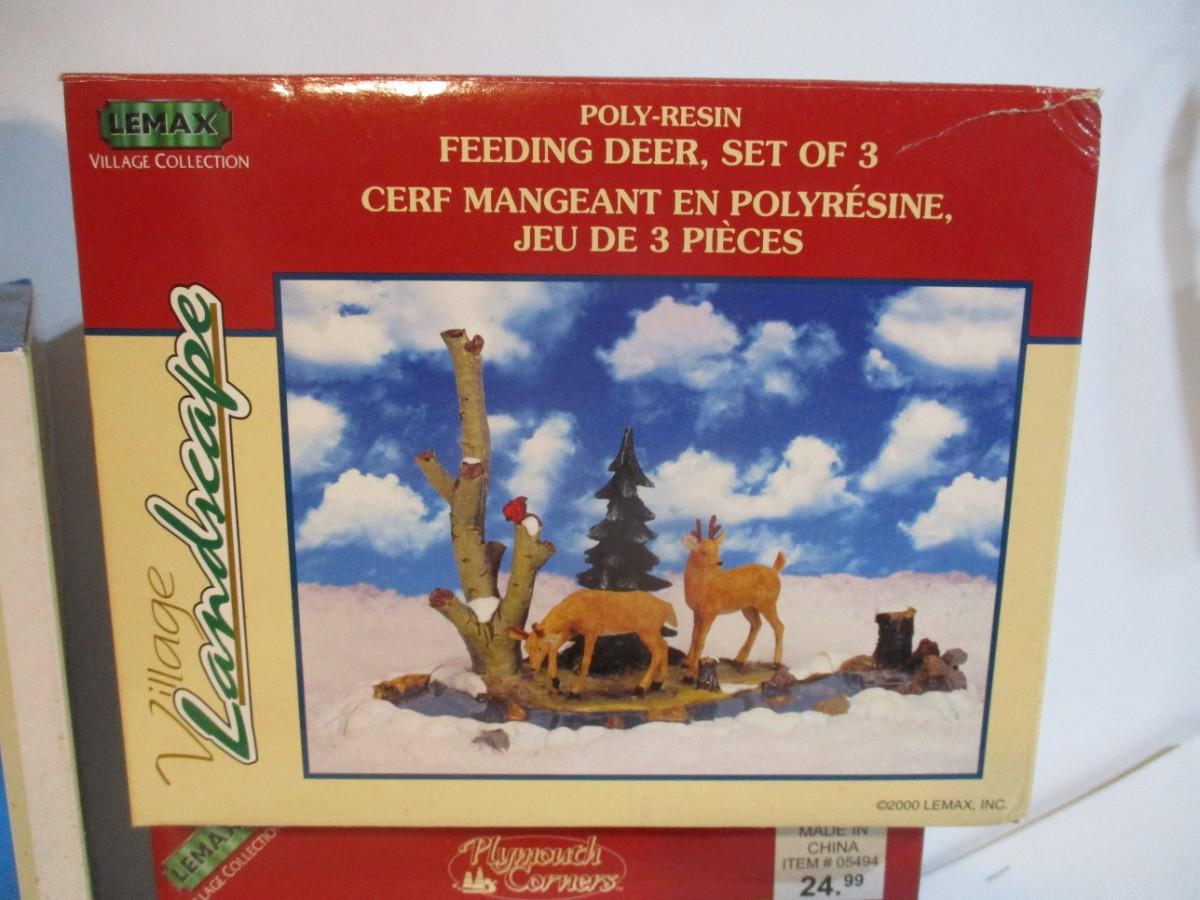 LEMAX
VILLAGE COLLECTION
POLY-RESIN
FEEDING DEER, SET OF 3
CERF MANGEANT EN POLYRÉSINE,
JEU DE 3 PIÈCES
Village
Landscape
©2000 LEMAX, INC.
LEMAX
VILLAGE COLLECTION
Plymouth
Corners
MADE IN
CHINA
ITEM # 05494
24.99